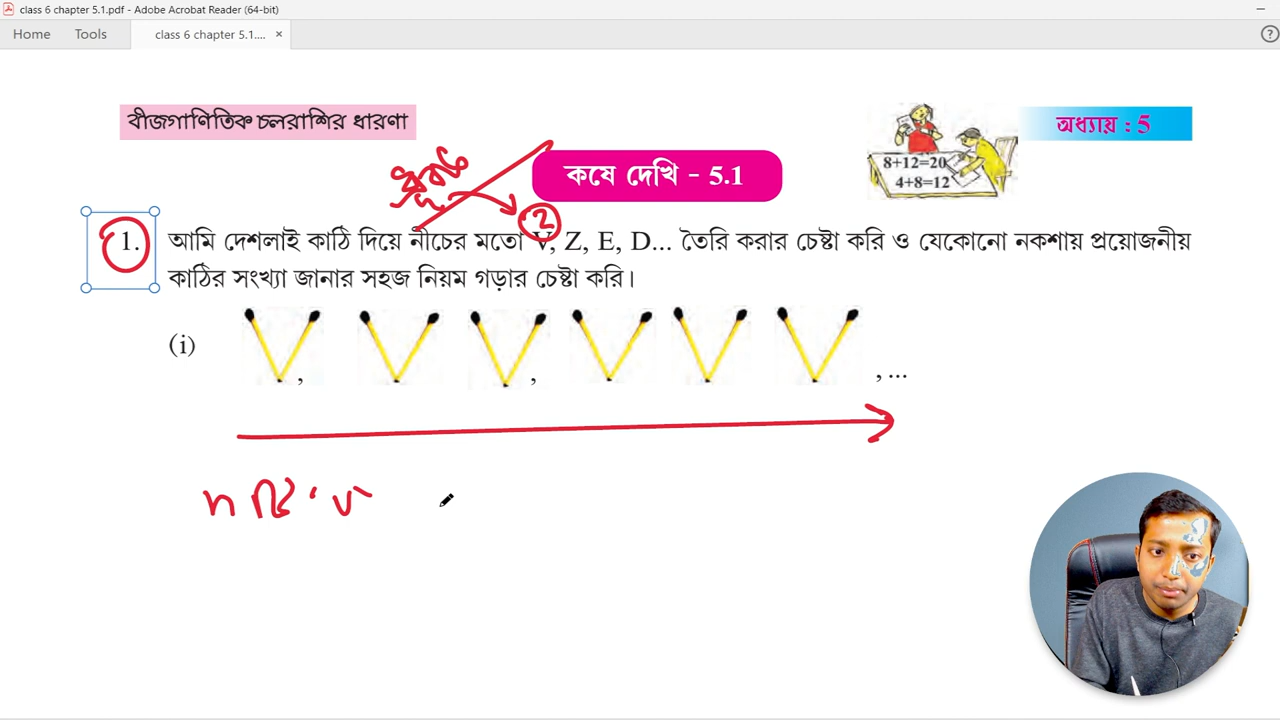 class 6 chapter 5.1.pdf - Adobe Acrobat Reader (64-bit)
Home Tools class 6 chapter 5.1.... ×
বীজগাণিতিক চলরাশির ধারণা
8+12=20
4+8=12
অধ্যায় : 5
কষে দেখি - 5.1
2
1. আমি দেশলাই কাঠি দিয়ে নীচের মতো V, Z, E, D... তৈরি করার চেষ্টা করি ও যেকোনো নকশায় প্রয়োজনীয়
কাঠির সংখ্যা জানার সহজ নিয়ম গড়ার চেষ্টা করি।
(i) , , , ...
n টি 'V